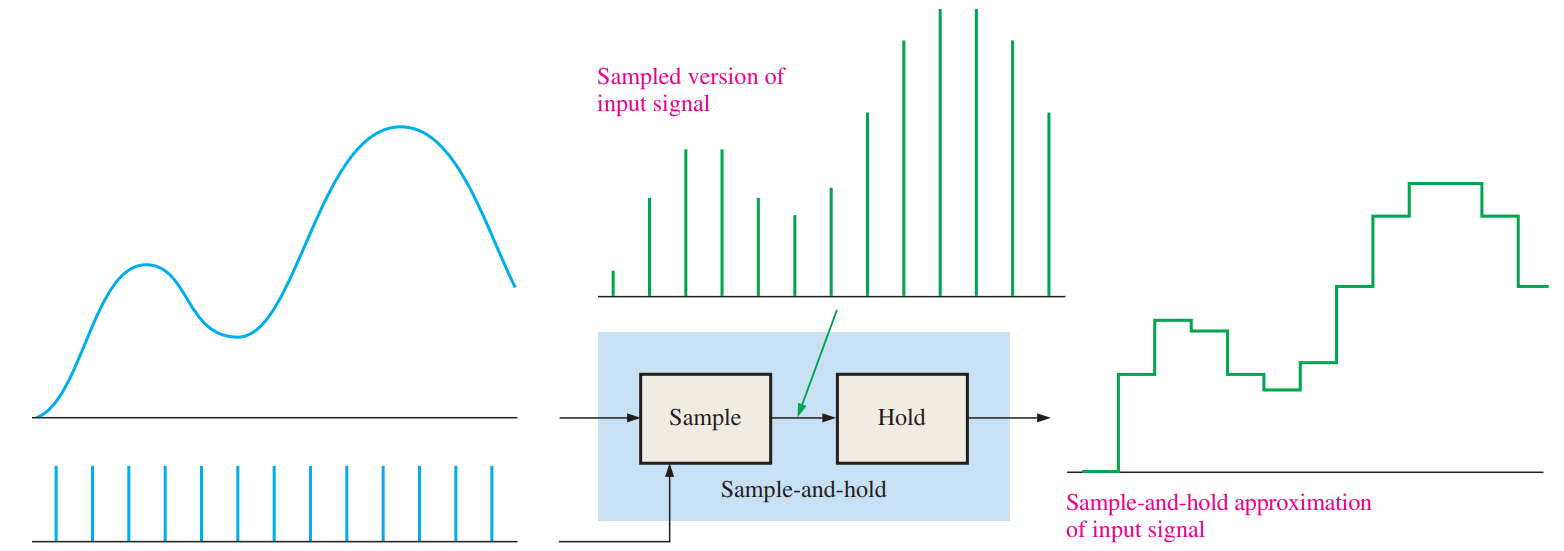 Sampled version of
input signal
Sample
Hold
Sample-and-hold
Sample-and-hold approximation
of input signal